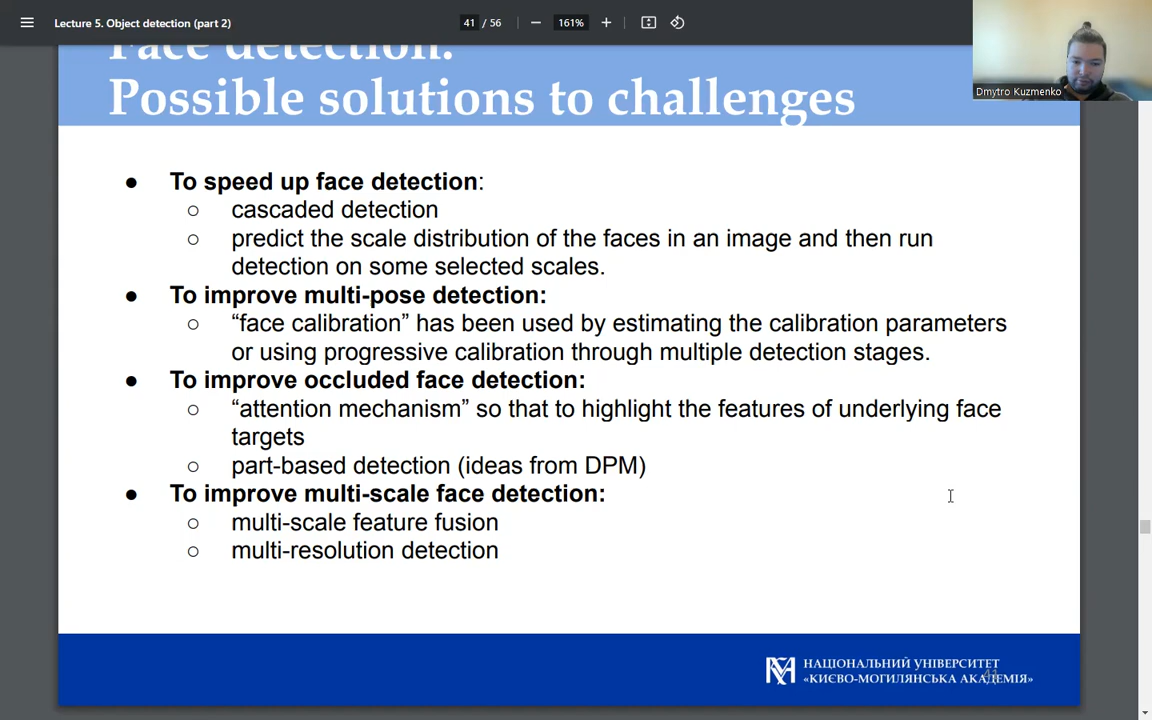 Lecture 5. Object detection (part 2)
41 / 56
161%
Dmytro Kuzmenko
Face detection:
Possible solutions to challenges
● To speed up face detection:
○ cascaded detection
○ predict the scale distribution of the faces in an image and then run
detection on some selected scales.
● To improve multi-pose detection:
○ “face calibration” has been used by estimating the calibration parameters
or using progressive calibration through multiple detection stages.
● To improve occluded face detection:
○ “attention mechanism” so that to highlight the features of underlying face
targets
○ part-based detection (ideas from DPM)
● To improve multi-scale face detection:
○ multi-scale feature fusion
○ multi-resolution detection
НАЦІОНАЛЬНИЙ УНІВЕРСИТЕТ
«КИЄВО-МОГИЛЯНСЬКА АКАДЕМІЯ»
41